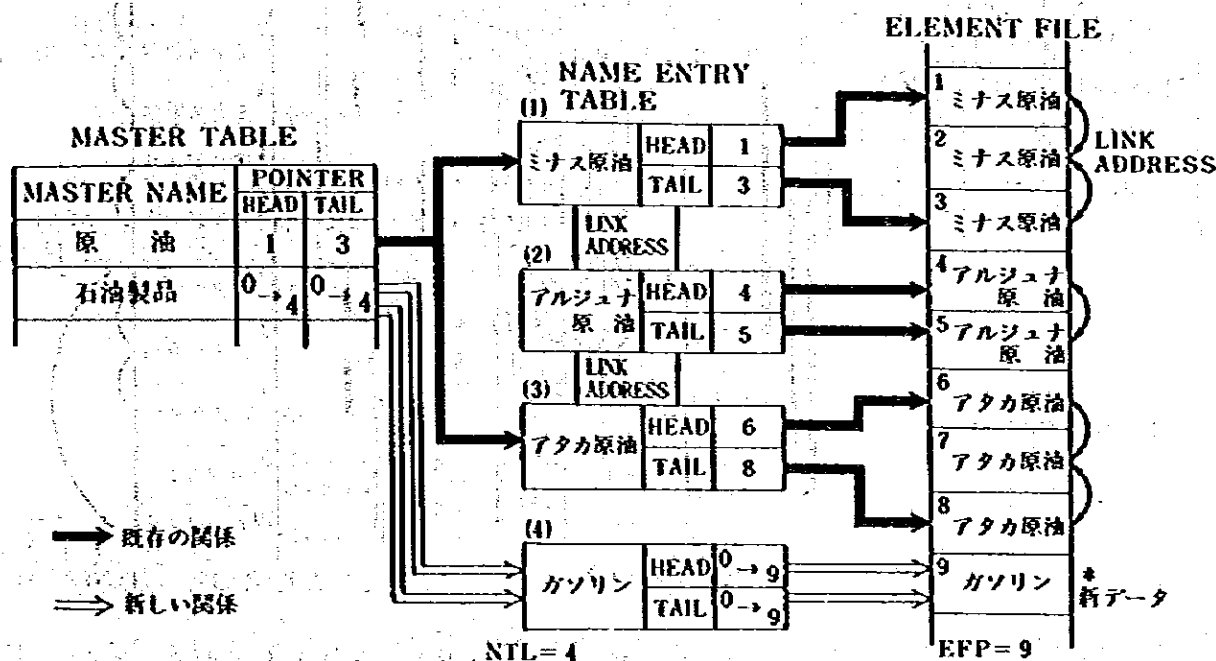 ELEMENT FILE
NAME ENTRY
TABLE
MASTER TABLE
MASTER NAME
POINTER
HEAD TAIL
原 油 1 3
石油製品 0→4 0→4
(1)
ミナス原油
HEAD 1
TAIL 3
LINK
ADDRESS
(2)
アルジュナ
原 油
HEAD 4
TAIL 5
LINK
ADDRESS
(3)
アタカ原油
HEAD 6
TAIL 8
(4)
ガソリン
HEAD 0→9
TAIL 0→9
NTL=4
1 ミナス原油
2 ミナス原油
3 ミナス原油
4 アルジュナ
原 油
5 アルジュナ
原 油
6 アタカ原油
7 アタカ原油
8 アタカ原油
9 ガソリン
LINK
ADDRESS
*
新データ
EFP=9
既存の関係
新しい関係